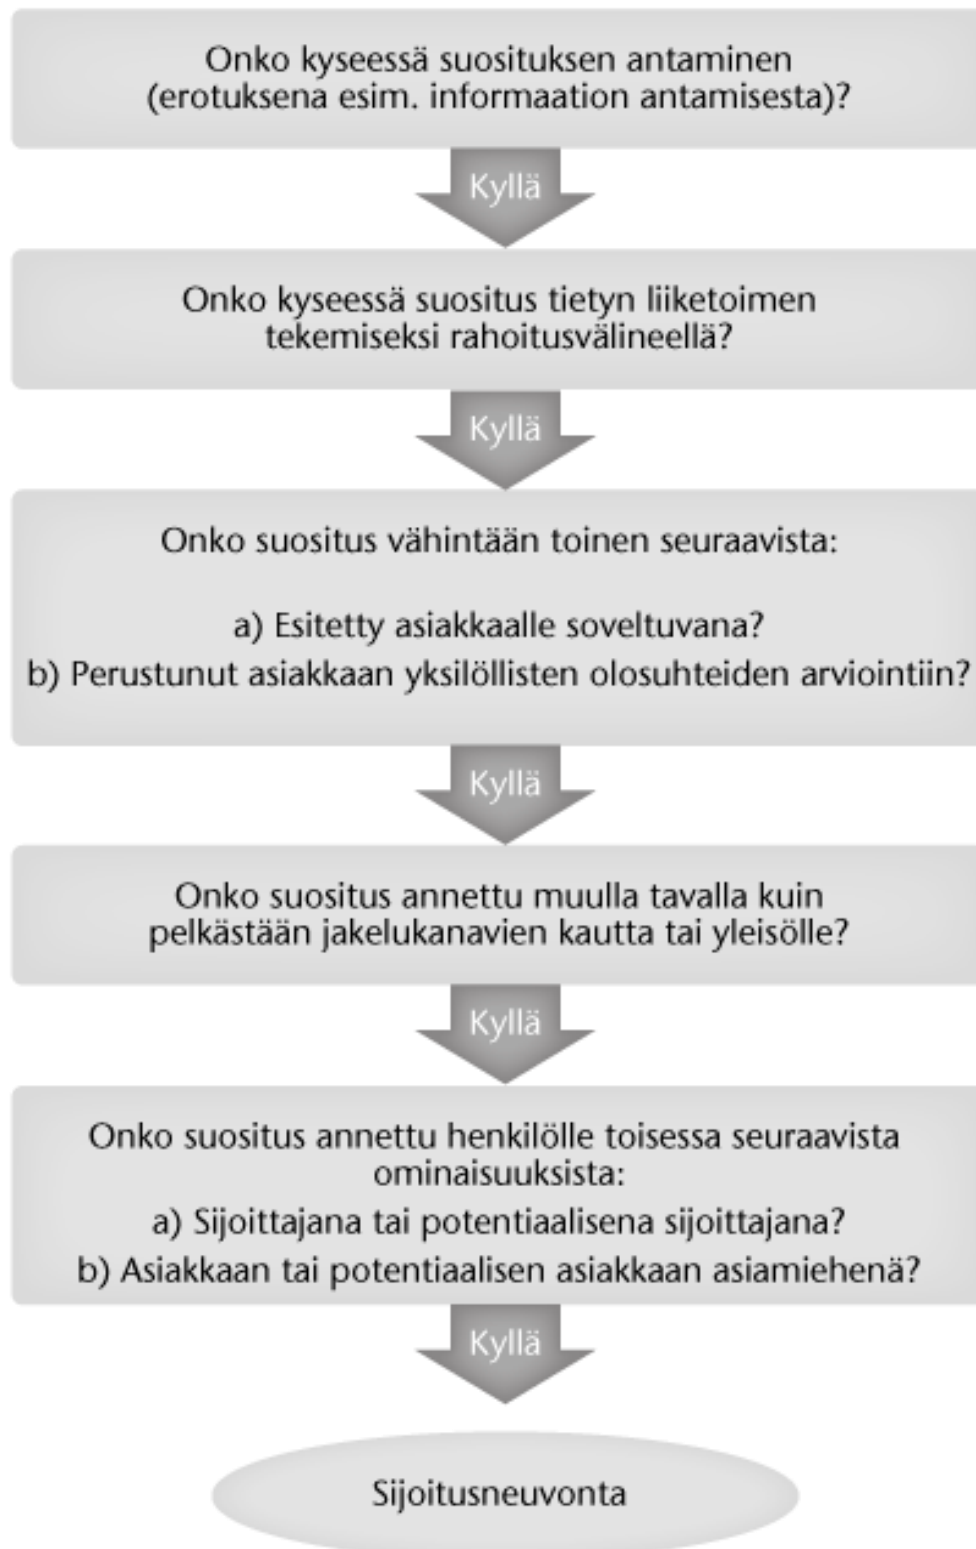 Onko kyseessä suosituksen antaminen
(erotuksena esim. informaation antamisesta)?
Kyllä
Onko kyseessä suositus tietyn liiketoimen
tekemiseksi rahoitusvälineellä?
Kyllä
Onko suositus vähintään toinen seuraavista:
a) Esitetty asiakkaalle soveltuvana?
b) Perustunut asiakkaan yksilöllisten olosuhteiden arviointiin?
Kyllä
Onko suositus annettu muulla tavalla kuin
pelkästään jakelukanavien kautta tai yleisölle?
Kyllä
Onko suositus annettu henkilölle toisessa seuraavista
ominaisuuksista:
a) Sijoittajana tai potentiaalisena sijoittajana?
b) Asiakkaan tai potentiaalisen asiakkaan asiamiehenä?
Kyllä
Sijoitusneuvonta